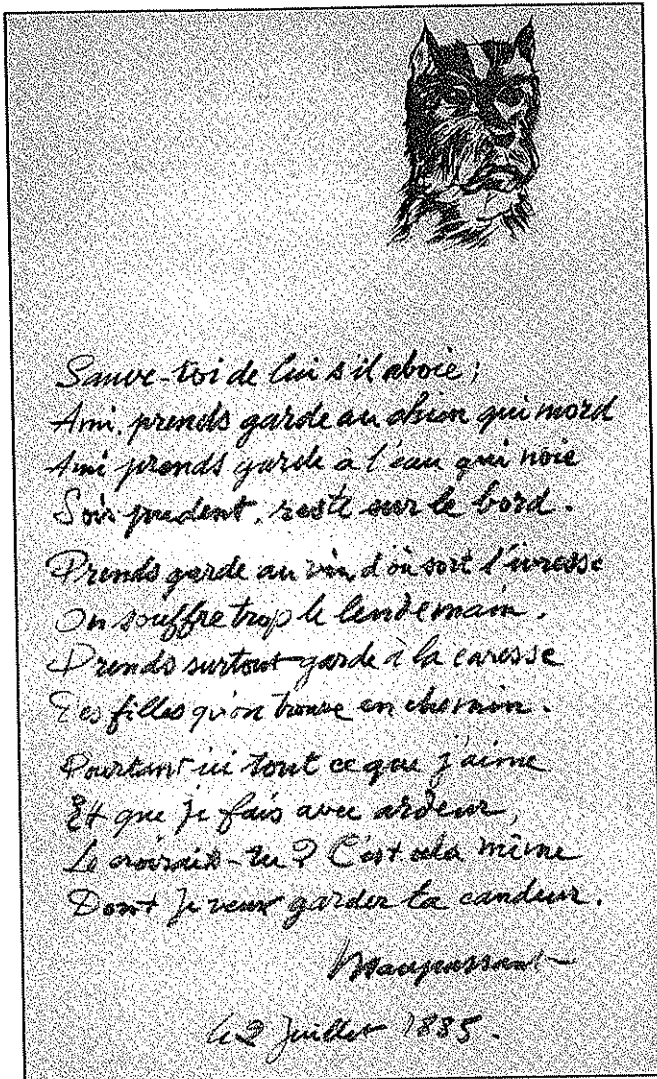 Sauve-toi de lui s'il aboie ;
Ami, prends garde au chien qui mord
Ami prends garde à l'eau qui noie
Sois prudent, reste sur le bord.
Prends garde au vin d'où sort l'ivresse
On souffre trop le lendemain.
Prends surtout garde à la caresse
Des filles qu'on trouve en chemin.
Pourtant ici tout ce que j'aime
Et que je fais avec ardeur,
Le croirais-tu ? C'est cela même
Dont je veux garder ta candeur.
Maupassant
le 2 Juillet 1885.